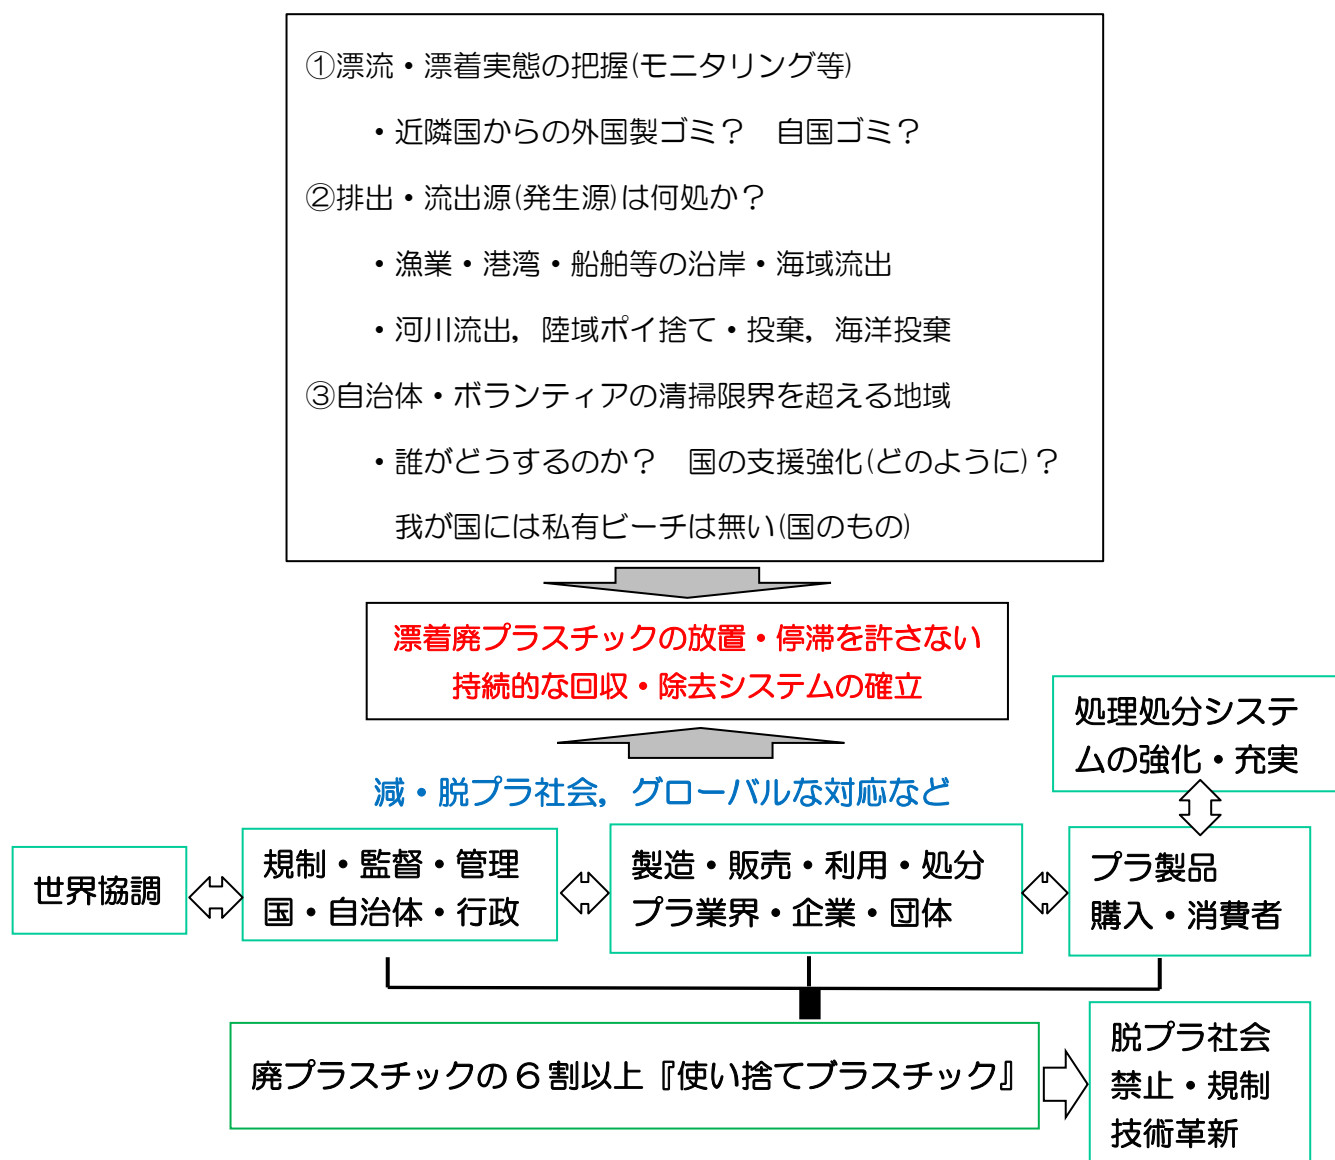 ①漂流・漂着実態の把握(モニタリング等)
・近隣国からの外国製ゴミ？　自国ゴミ？
②排出・流出源(発生源)は何処か？
・漁業・港湾・船舶等の沿岸・海域流出
・河川流出，陸域ポイ捨て・投棄，海洋投棄
③自治体・ボランティアの清掃限界を超える地域
・誰がどうするのか？　国の支援強化(どのように)？
我が国には私有ビーチは無い(国のもの)
漂着廃プラスチックの放置・停滞を許さない
持続的な回収・除去システムの確立
処理処分システ
ムの強化・充実
減・脱プラ社会，グローバルな対応など
世界協調
規制・監督・管理
国・自治体・行政
製造・販売・利用・処分
プラ業界・企業・団体
プラ製品
購入・消費者
廃プラスチックの６割以上『使い捨てプラスチック』
脱プラ社会
禁止・規制
技術革新